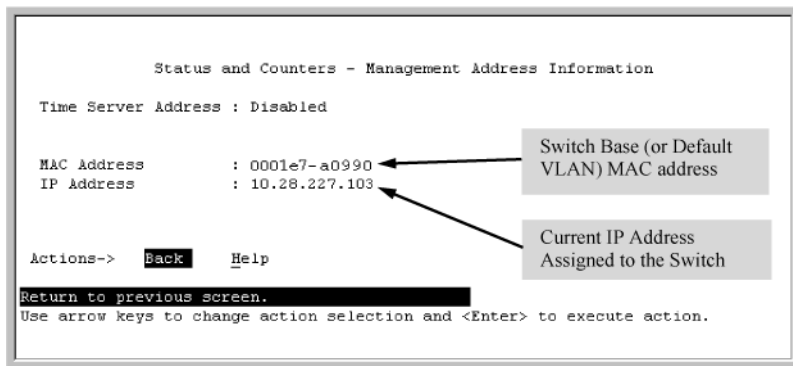 Status and Counters - Management Address Information
Time Server Address : Disabled
MAC Address : 0001e7-a0990
IP Address : 10.28.227.103
Switch Base (or Default
VLAN) MAC address
Current IP Address
Assigned to the Switch
Actions-> Back Help
Return to previous screen.
Use arrow keys to change action selection and <Enter> to execute action.